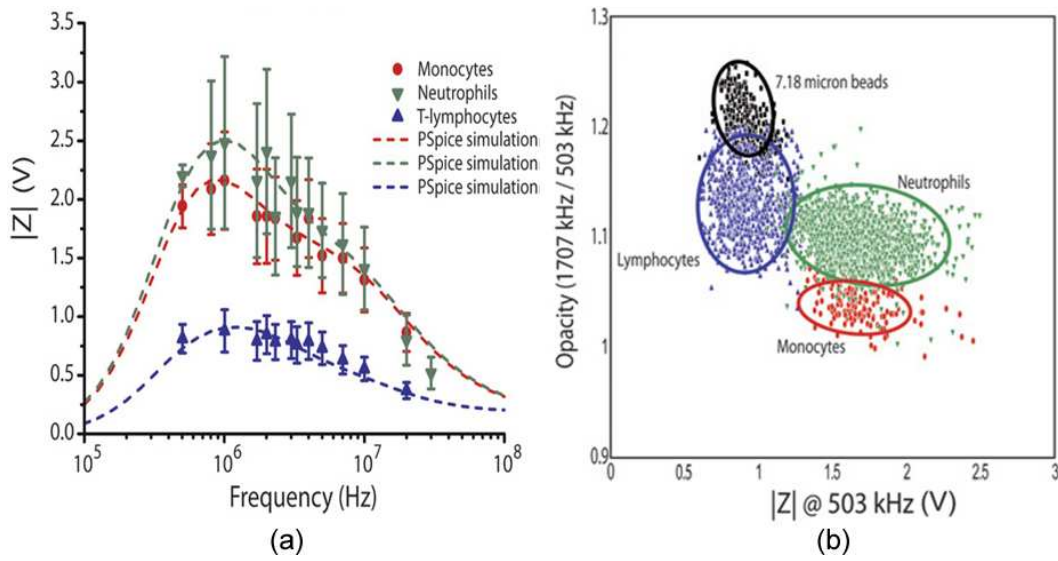 3.5
3.0
2.5
2.0
1.5
1.0
0.5
0.0
|Z| (V)
Monocytes
Neutrophils
T-lymphocytes
PSpice simulation
PSpice simulation
PSpice simulation
10^5
10^6
10^7
10^8
Frequency (Hz)
(a)
1.3
1.2
1.1
1
0.9
Opacity (1707 kHz / 503 kHz)
7.18 micron beads
Neutrophils
Lymphocytes
Monocytes
0
0.5
1
1.5
2
2.5
3
|Z| @ 503 kHz (V)
(b)